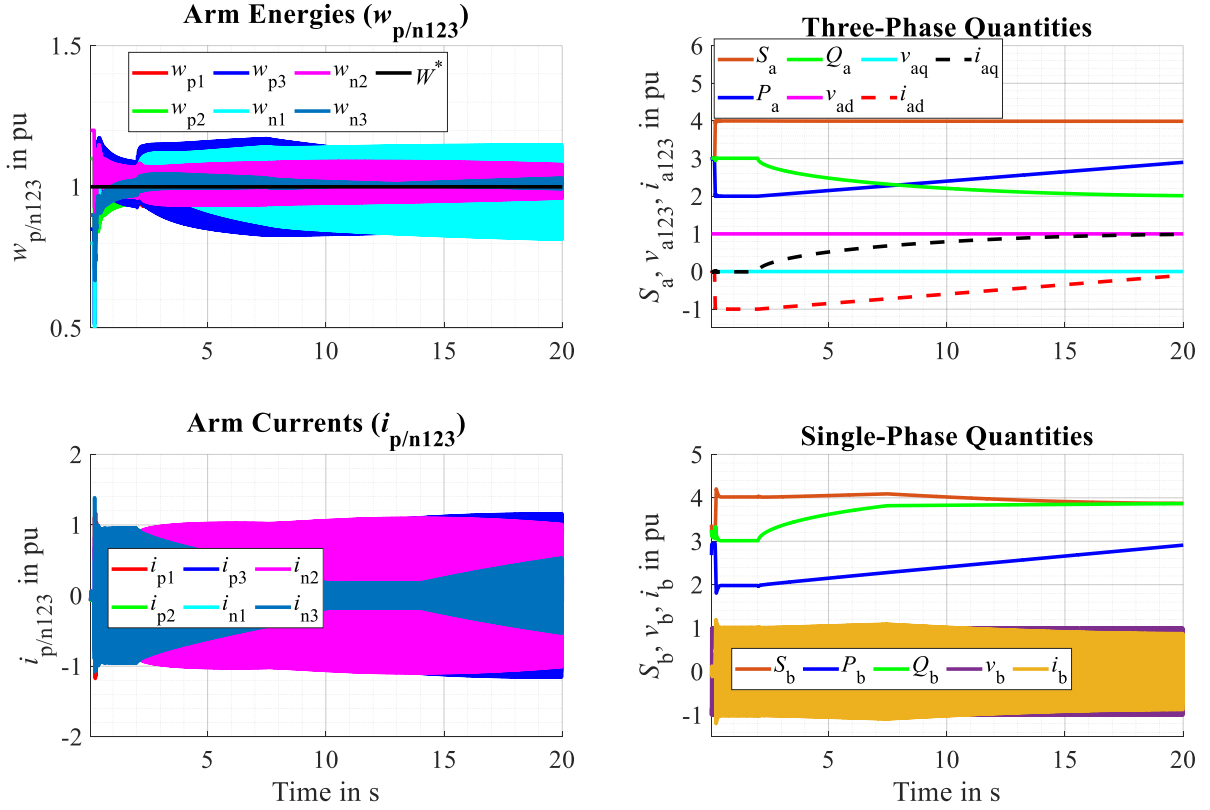 Arm Energies (w_p/n123)
w_p/n123 in pu
1.5
1
0.5
w_p1 w_p3 w_n2 W*
w_p2 w_n1 w_n3
5 10 15 20
Three-Phase Quantities
S_a, v_a123, i_a123 in pu
6
5
4
3
2
1
0
-1
S_a Q_a v_aq i_aq
P_a v_ad i_ad
5 10 15 20
Arm Currents (i_p/n123)
i_p/n123 in pu
2
1
0
-1
-2
i_p1 i_p3 i_n2
i_p2 i_n1 i_n3
5 10 15 20
Time in s
Single-Phase Quantities
S_b, v_b, i_b in pu
5
4
3
2
1
0
-1
S_b P_b Q_b v_b i_b
5 10 15 20
Time in s